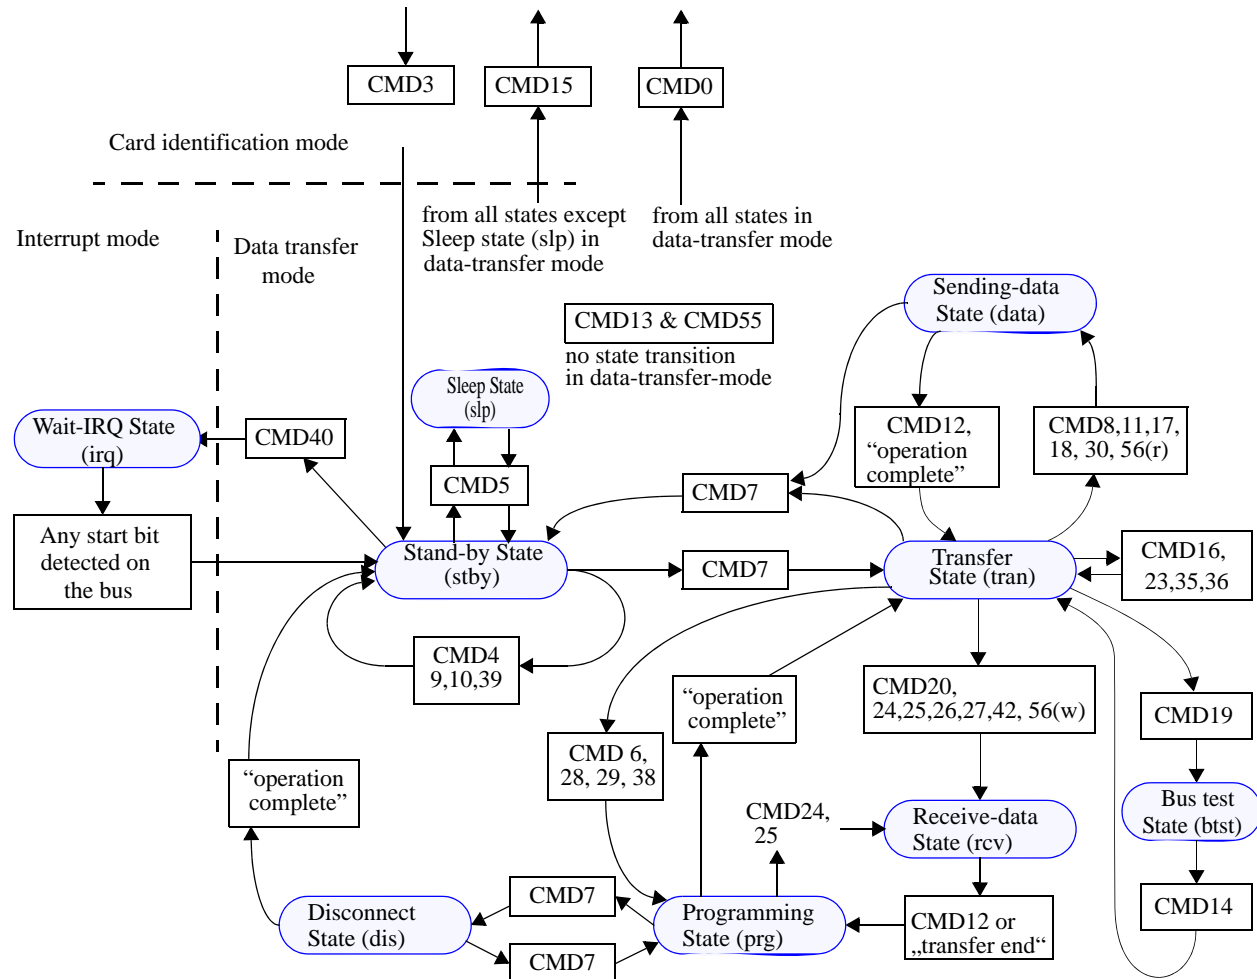 CMD3
CMD15
CMD0
Card identification mode
from all states except
Sleep state (slp) in
data-transfer mode
from all states in
data-transfer mode
Interrupt mode
Data transfer
mode
CMD13 & CMD55
no state transition
in data-transfer-mode
Sending-data
State (data)
Sleep State
(slp)
Wait-IRQ State
(irq)
CMD40
CMD5
CMD7
CMD12,
“operation
complete”
CMD8,11,17,
18, 30, 56(r)
Any start bit
detected on
the bus
Stand-by State
(stby)
CMD7
Transfer
State (tran)
CMD16,
23,35,36
CMD4
9,10,39
“operation
complete”
CMD20,
24,25,26,27,42, 56(w)
CMD19
CMD 6,
28, 29, 38
“operation
complete”
CMD24,
25
Receive-data
State (rcv)
Bus test
State (btst)
Disconnect
State (dis)
CMD7
CMD7
Programming
State (prg)
CMD12 or
„transfer end“
CMD14